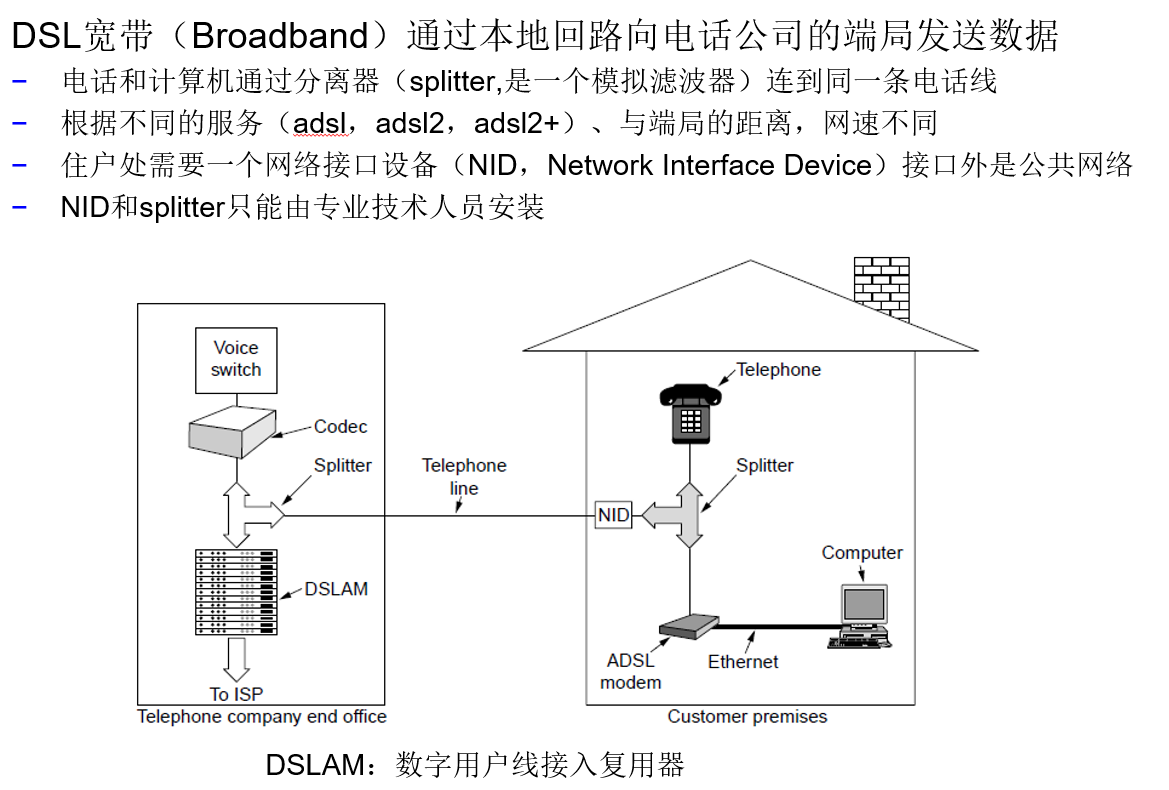 DSL宽带（Broadband）通过本地回路向电话公司的端局发送数据
– 电话和计算机通过分离器（splitter,是一个模拟滤波器）连到同一条电话线
– 根据不同的服务（adsl，adsl2，adsl2+）、与端局的距离，网速不同
– 住户处需要一个网络接口设备（NID，Network Interface Device）接口外是公共网络
– NID和splitter只能由专业技术人员安装
Voice
switch
Codec
Splitter
Telephone
line
DSLAM
To ISP
Telephone company end office
Telephone
Splitter
NID
Computer
ADSL
modem
Ethernet
Customer premises
DSLAM：数字用户线接入复用器